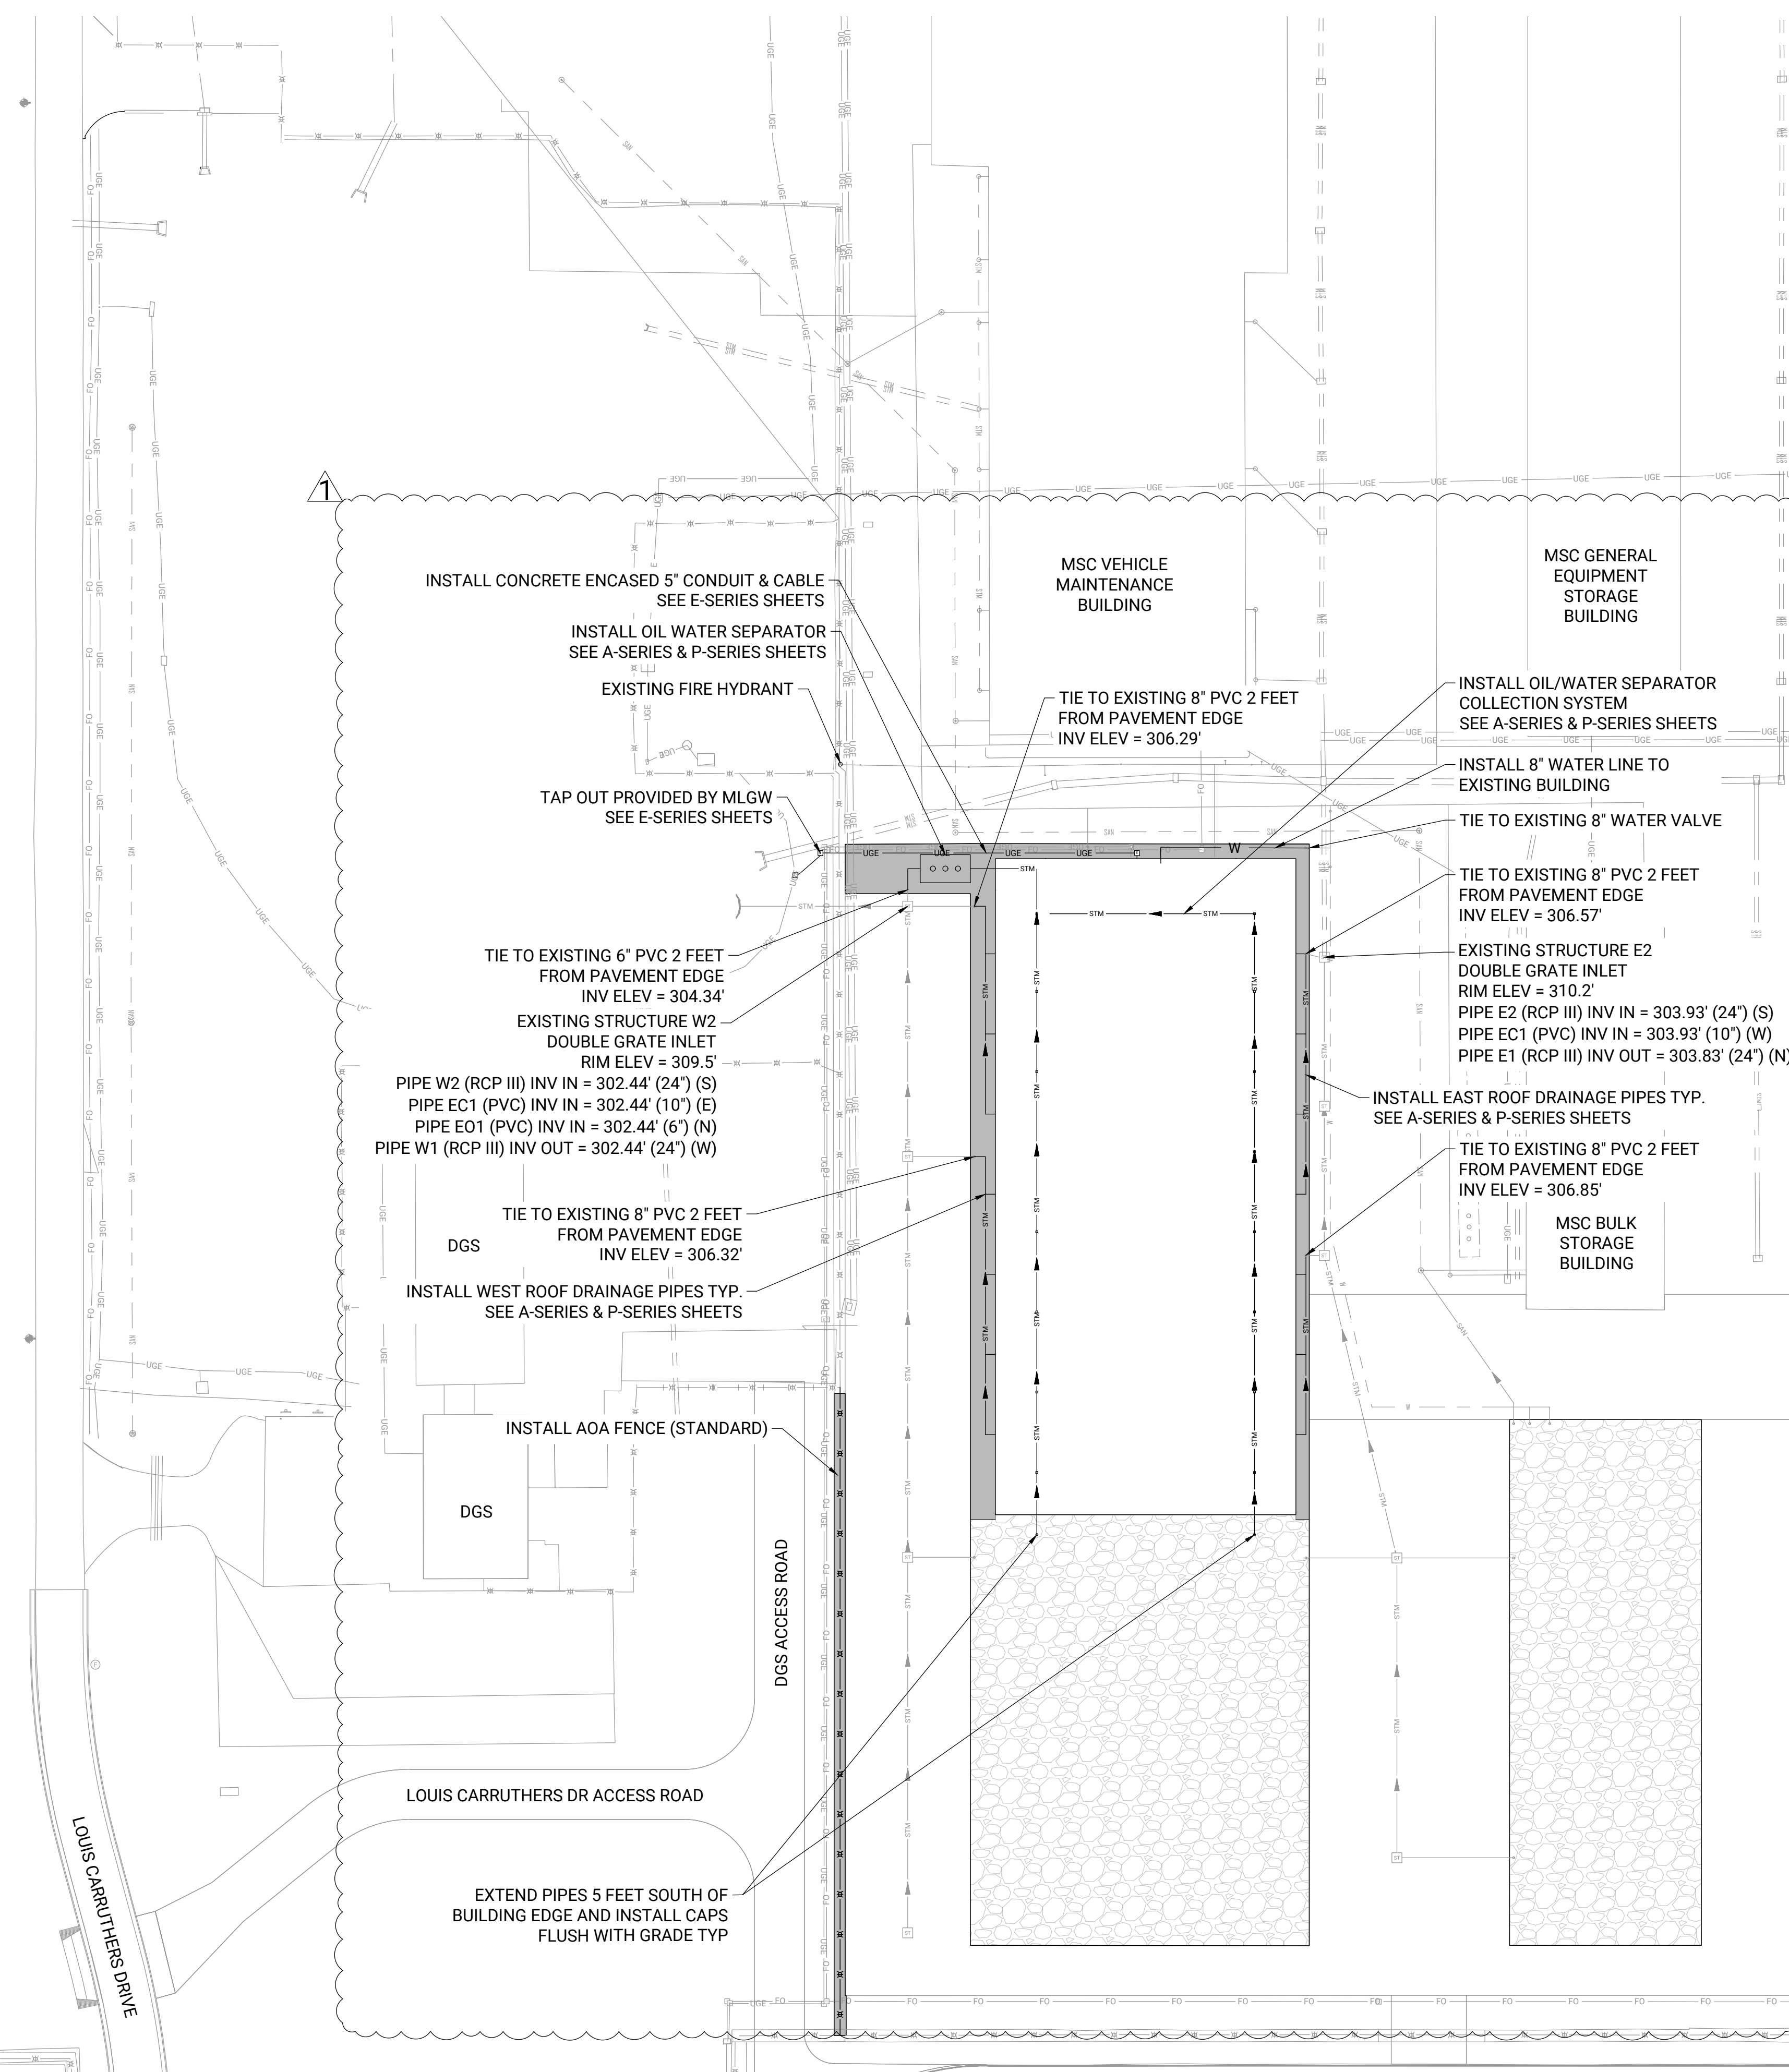 1
MSC VEHICLE
MAINTENANCE
BUILDING
MSC GENERAL
EQUIPMENT
STORAGE
BUILDING
INSTALL CONCRETE ENCASED 5" CONDUIT & CABLE
SEE E-SERIES SHEETS
INSTALL OIL WATER SEPARATOR
SEE A-SERIES & P-SERIES SHEETS
EXISTING FIRE HYDRANT
TIE TO EXISTING 8" PVC 2 FEET
FROM PAVEMENT EDGE
INV ELEV = 306.29'
INSTALL OIL/WATER SEPARATOR
COLLECTION SYSTEM
SEE A-SERIES & P-SERIES SHEETS
INSTALL 8" WATER LINE TO
EXISTING BUILDING
TAP OUT PROVIDED BY MLGW
SEE E-SERIES SHEETS
TIE TO EXISTING 8" WATER VALVE
UGE
UGE
UGE
UGE
W
STM
STM
STM
TIE TO EXISTING 8" PVC 2 FEET
FROM PAVEMENT EDGE
INV ELEV = 306.57'
TIE TO EXISTING 6" PVC 2 FEET
FROM PAVEMENT EDGE
INV ELEV = 304.34'
EXISTING STRUCTURE E2
DOUBLE GRATE INLET
RIM ELEV = 310.2'
PIPE E2 (RCP III) INV IN = 303.93' (24") (S)
PIPE EC1 (PVC) INV IN = 303.93' (10") (W)
PIPE E1 (RCP III) INV OUT = 303.83' (24") (N)
EXISTING STRUCTURE W2
DOUBLE GRATE INLET
RIM ELEV = 309.5'
PIPE W2 (RCP III) INV IN = 302.44' (24") (S)
PIPE EC1 (PVC) INV IN = 302.44' (10") (E)
PIPE EO1 (PVC) INV IN = 302.44' (6") (N)
PIPE W1 (RCP III) INV OUT = 302.44' (24") (W)
INSTALL EAST ROOF DRAINAGE PIPES TYP.
SEE A-SERIES & P-SERIES SHEETS
TIE TO EXISTING 8" PVC 2 FEET
FROM PAVEMENT EDGE
INV ELEV = 306.85'
TIE TO EXISTING 8" PVC 2 FEET
FROM PAVEMENT EDGE
INV ELEV = 306.32'
DGS
MSC BULK
STORAGE
BUILDING
INSTALL WEST ROOF DRAINAGE PIPES TYP.
SEE A-SERIES & P-SERIES SHEETS
INSTALL AOA FENCE (STANDARD)
DGS
DGS ACCESS ROAD
LOUIS CARRUTHERS DR ACCESS ROAD
LOUIS CARRUTHERS DRIVE
EXTEND PIPES 5 FEET SOUTH OF
BUILDING EDGE AND INSTALL CAPS
FLUSH WITH GRADE TYP